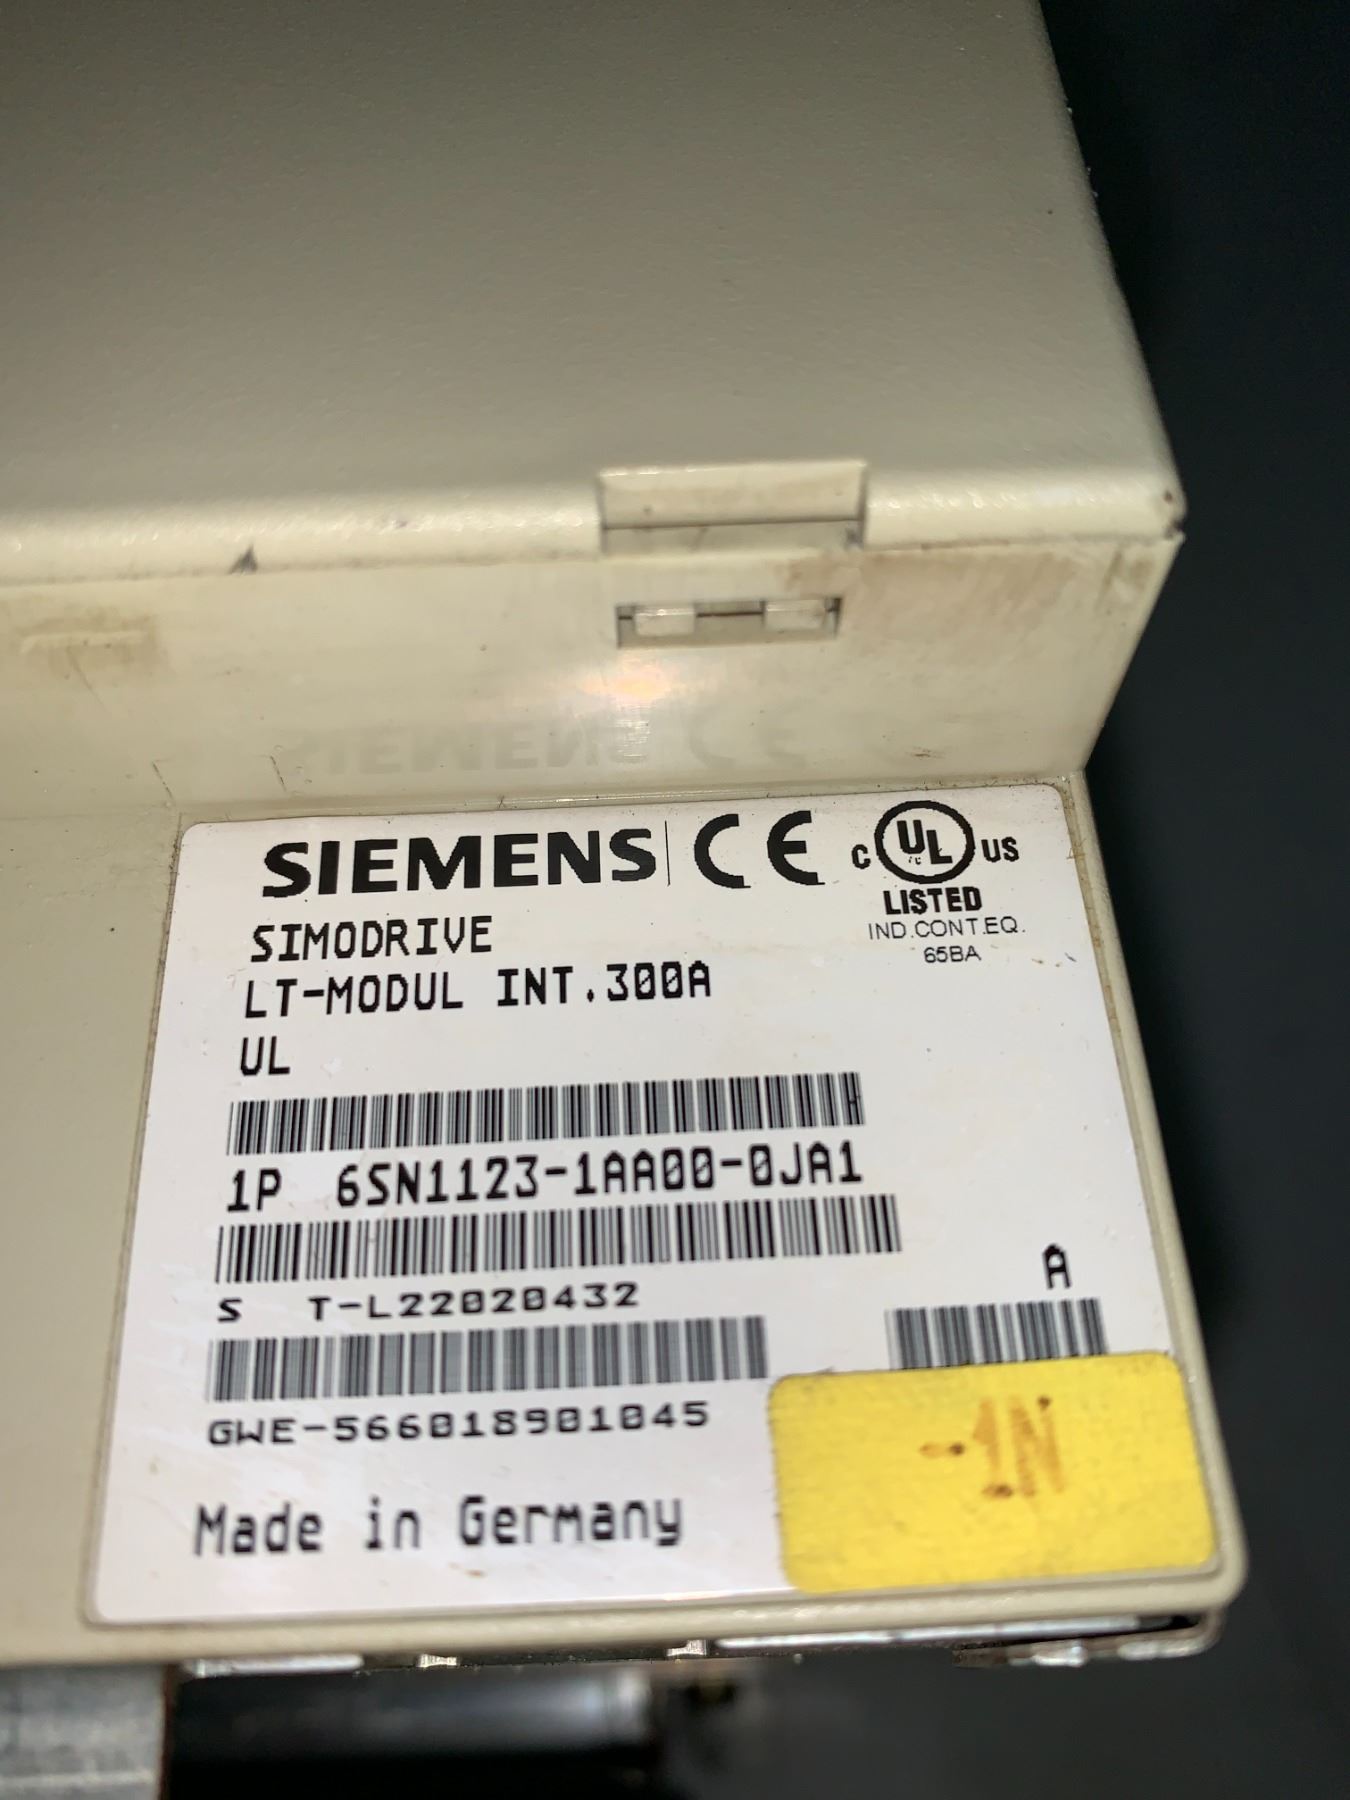 SIEMENS CE C UL US
LISTED
IND.CONT.EQ.
65BA
SIMODRIVE
LT-MODUL INT.300A
UL
1P 6SN1123-1AA00-0JA1
S T-L22020432
A
GWE-566018901045
-1N
Made in Germany